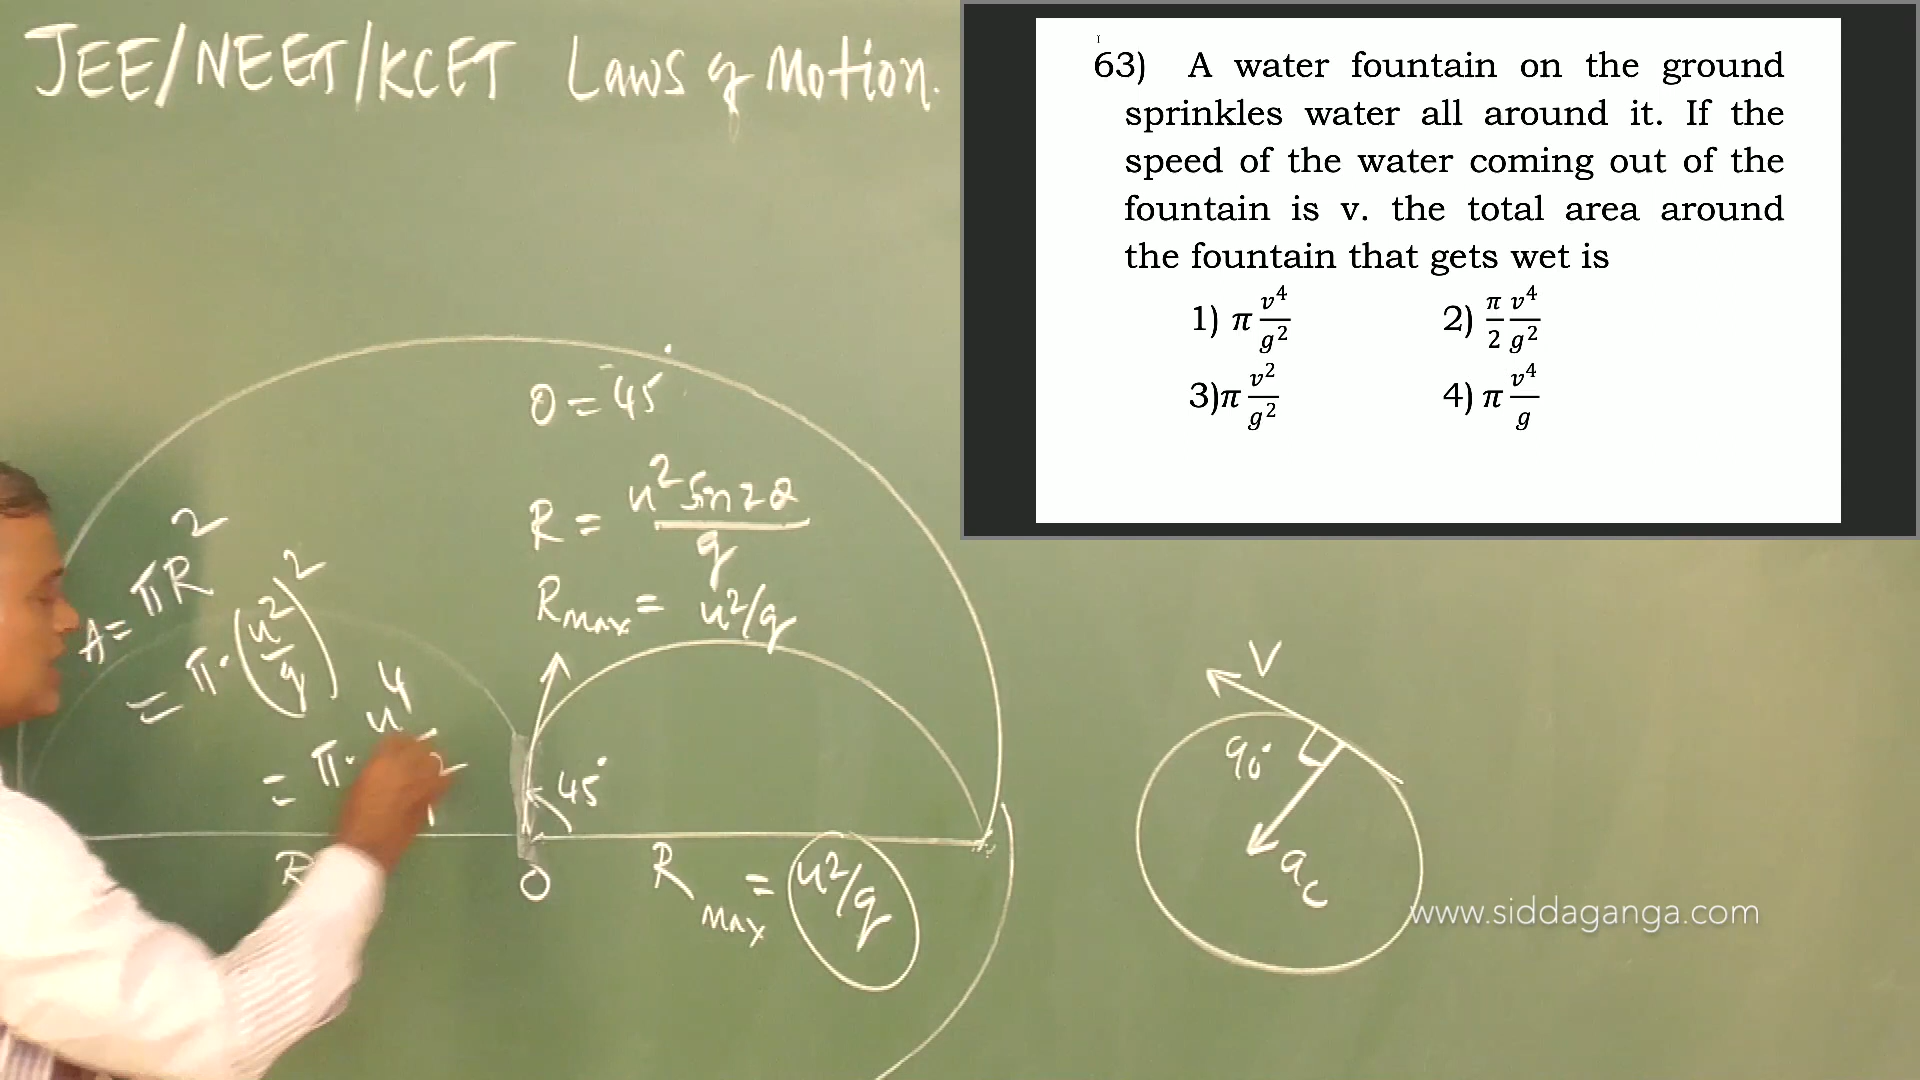 JEE/NEET/KCET Laws of Motion.
63) A water fountain on the ground
sprinkles water all around it. If the
speed of the water coming out of the
fountain is v. the total area around
the fountain that gets wet is
1) π v⁴/g² 2) π/2 v⁴/g²
3)π v²/g² 4) π v⁴/g
θ = 45
R = u² sin 2θ / g
Rmax = u²/g
A = πR²
= π · (u²/g)²
= π · u⁴
45°
R
O
R max = u²/g
V
90°
ac
www.siddaganga.com